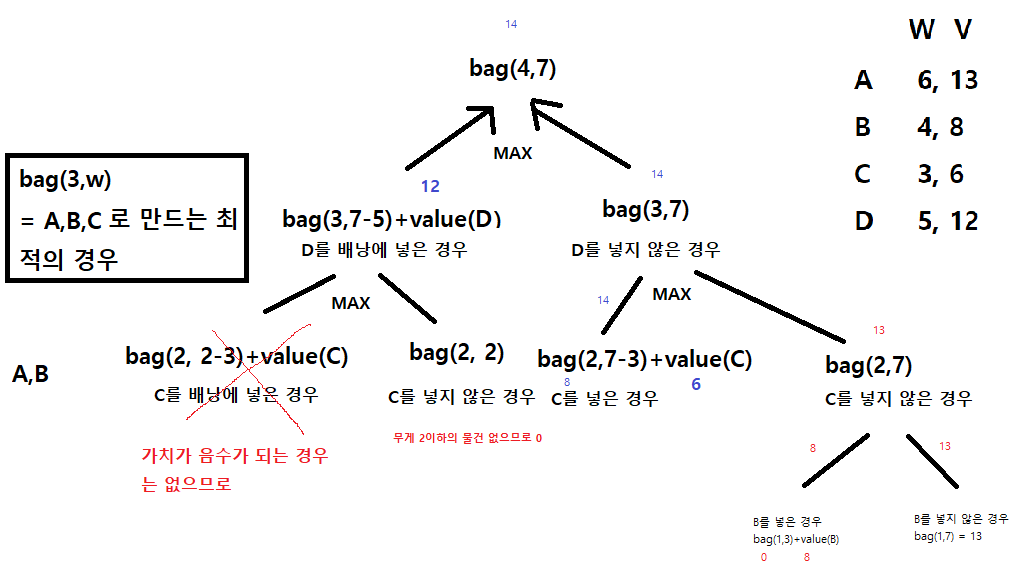 14
bag(4,7)
W V
A 6, 13
B 4, 8
C 3, 6
D 5, 12
MAX
bag(3,w)
= A,B,C 로 만드는 최
적의 경우
12
bag(3,7-5)+value(D)
D를 배낭에 넣은 경우
14
bag(3,7)
D를 넣지 않은 경우
MAX
14
MAX
A,B
bag(2, 2-3)+value(C)
C를 배낭에 넣은 경우
가치가 음수가 되는 경우
는 없으므로
bag(2, 2)
C를 넣지 않은 경우
무게 2이하의 물건 없으므로 0
bag(2,7-3)+value(C)
8 6
C를 넣은 경우
13
bag(2,7)
C를 넣지 않은 경우
8
13
B를 넣은 경우
bag(1,3)+value(B)
0 8
B를 넣지 않은 경우
bag(1,7) = 13